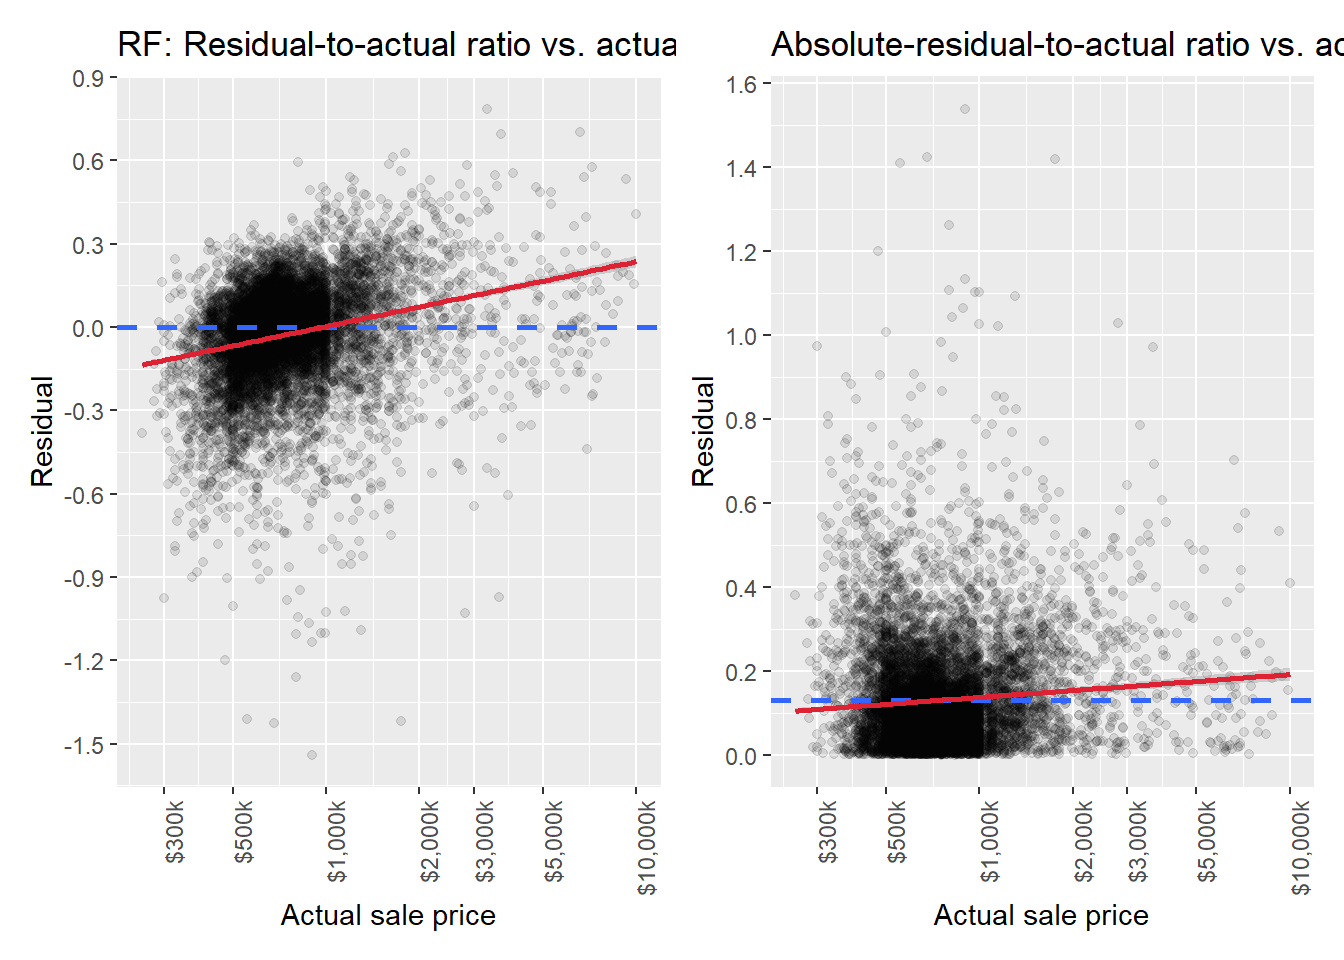 RF: Residual-to-actual ratio vs. actua
0.9
0.6
0.3
0.0
-0.3
-0.6
-0.9
-1.2
-1.5
Residual
$300k
$500k
$1,000k
$2,000k
$3,000k
$5,000k
$10,000k
Actual sale price
Absolute-residual-to-actual ratio vs. ac
1.6
1.4
1.2
1.0
0.8
0.6
0.4
0.2
0.0
Residual
$300k
$500k
$1,000k
$2,000k
$3,000k
$5,000k
$10,000k
Actual sale price